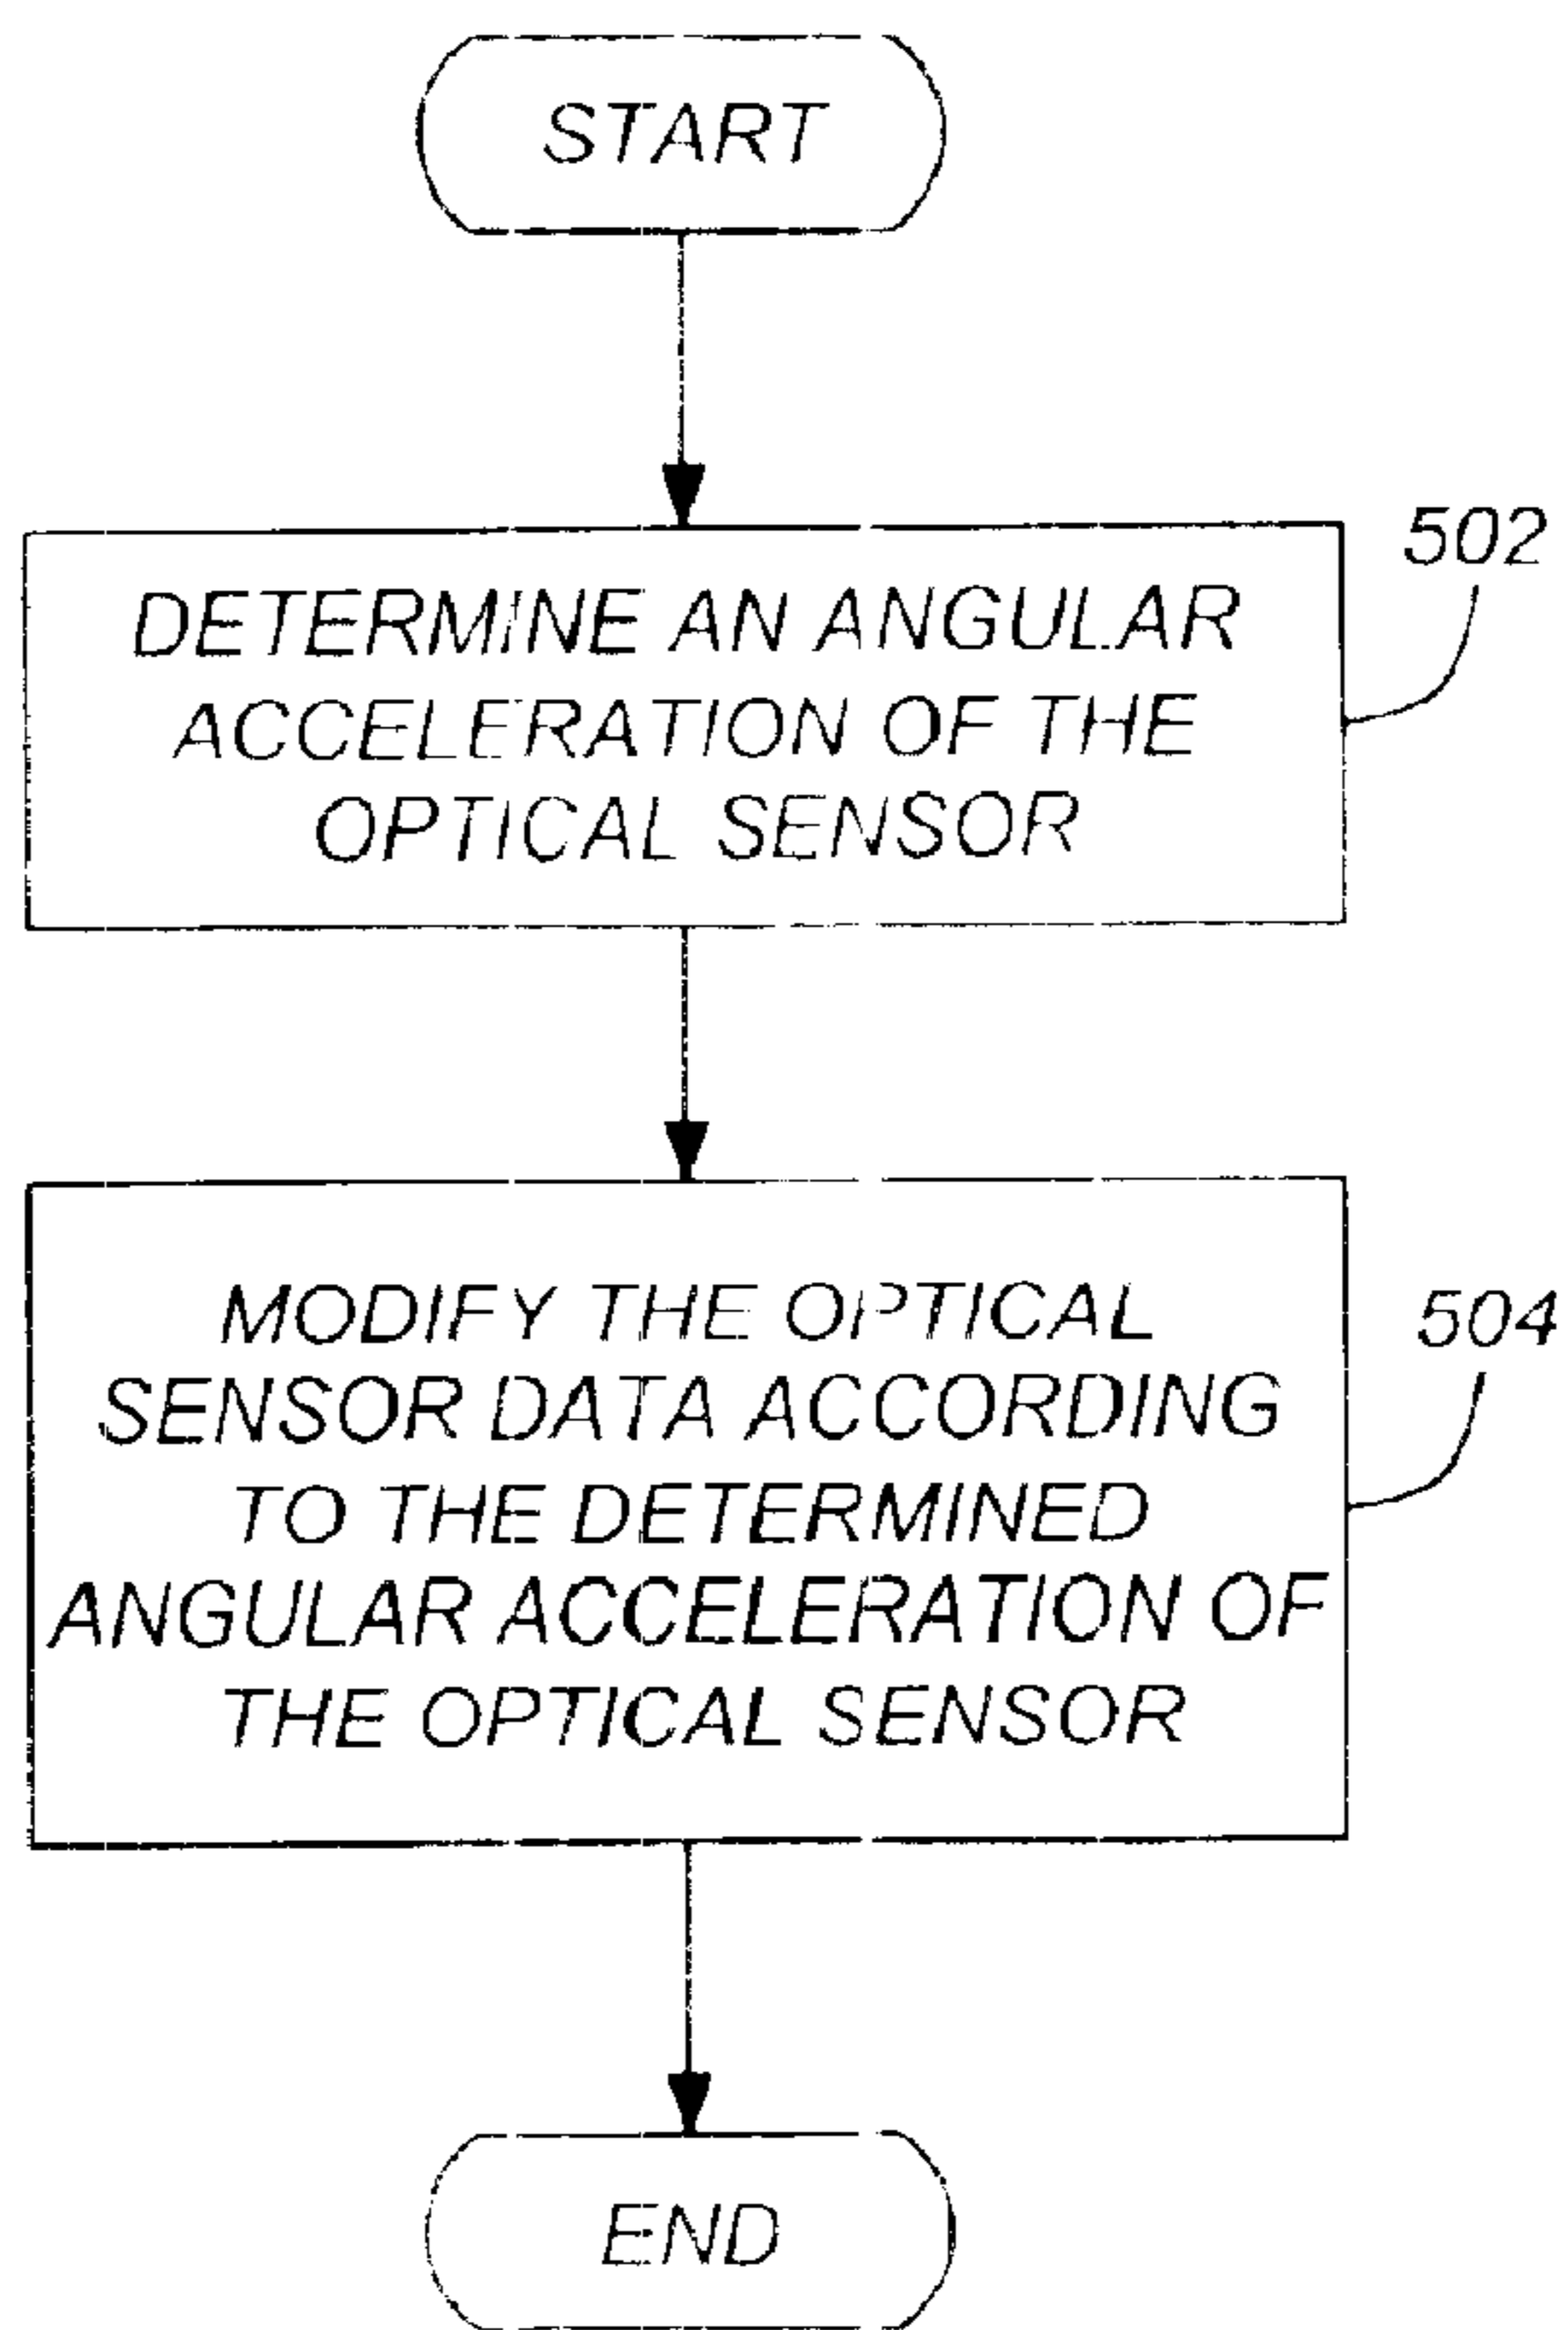 START
502
DETERMINE AN ANGULAR
ACCELERATION OF THE
OPTICAL SENSOR
504
MODIFY THE OPTICAL
SENSOR DATA ACCORDING
TO THE DETERMINED
ANGULAR ACCELERATION OF
THE OPTICAL SENSOR
END